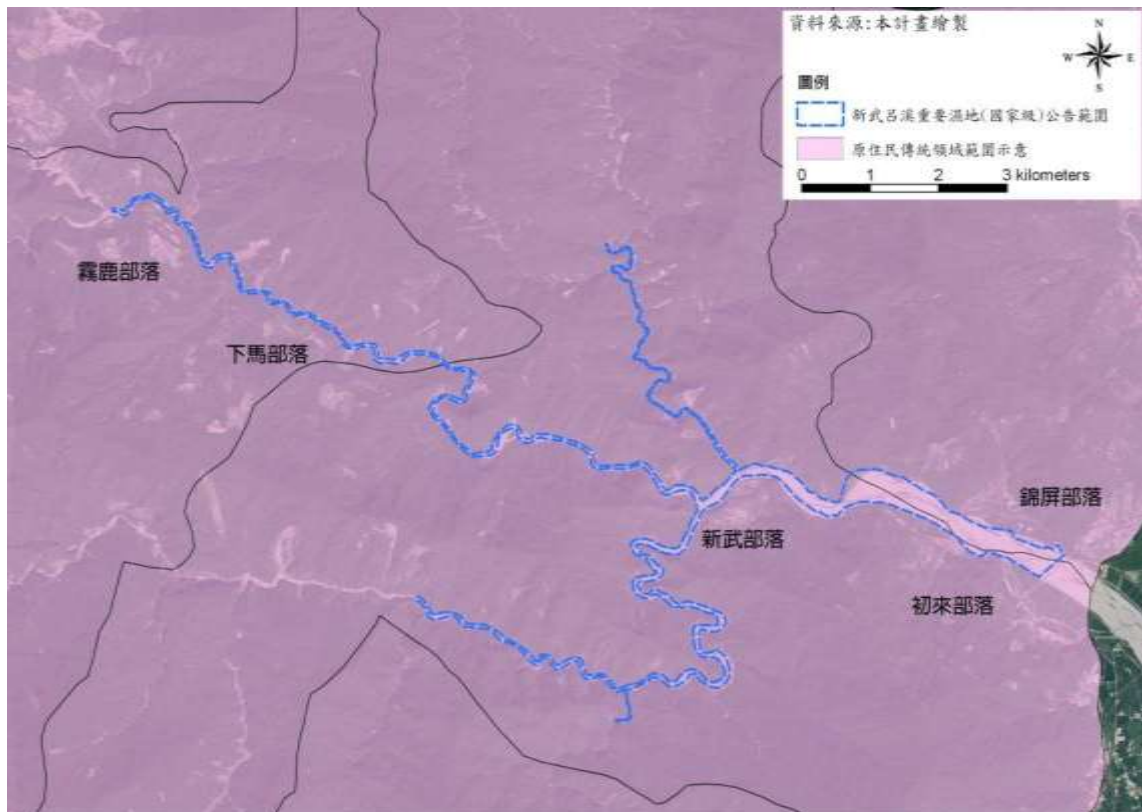 資料來源:本計畫繪製
N
W
E
S
圖例
新武呂溪重要濕地(國家級)公告範圍
原住民傳統領域範圍示意
0 1 2 3 kilometers
霧鹿部落
下馬部落
新武部落
錦屏部落
初來部落